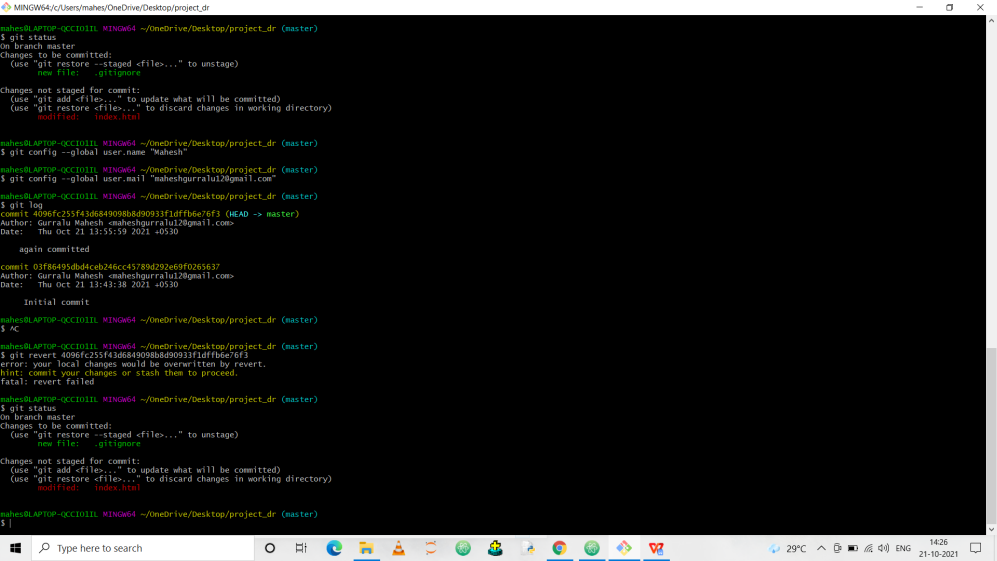 MINGW64:/c/Users/mahes/OneDrive/Desktop/project_dr
mahes@LAPTOP-QCCIO1IL MINGW64 ~/OneDrive/Desktop/project_dr (master)
$ git status
On branch master
Changes to be committed:
  (use "git restore --staged <file>..." to unstage)
        new file:   .gitignore
Changes not staged for commit:
  (use "git add <file>..." to update what will be committed)
  (use "git restore <file>..." to discard changes in working directory)
        modified:   index.html
mahes@LAPTOP-QCCIO1IL MINGW64 ~/OneDrive/Desktop/project_dr (master)
$ git config --global user.name "Mahesh"
mahes@LAPTOP-QCCIO1IL MINGW64 ~/OneDrive/Desktop/project_dr (master)
$ git config --global user.mail "maheshgurralu12@gmail.com"
mahes@LAPTOP-QCCIO1IL MINGW64 ~/OneDrive/Desktop/project_dr (master)
$ git log
commit 4096fc255f43d6849098b8d90933f1dffb6e76f3 (HEAD -> master)
Author: Gurralu Mahesh <maheshgurralu12@gmail.com>
Date:   Thu Oct 21 13:55:59 2021 +0530
    again committed
commit 03f86495dbd4ceb246cc45789d292e69f0265637
Author: Gurralu Mahesh <maheshgurralu12@gmail.com>
Date:   Thu Oct 21 13:43:38 2021 +0530
     Initial commit
mahes@LAPTOP-QCCIO1IL MINGW64 ~/OneDrive/Desktop/project_dr (master)
$ ^C
mahes@LAPTOP-QCCIO1IL MINGW64 ~/OneDrive/Desktop/project_dr (master)
$ git revert 4096fc255f43d6849098b8d90933f1dffb6e76f3
error: your local changes would be overwritten by revert.
hint: commit your changes or stash them to proceed.
fatal: revert failed
mahes@LAPTOP-QCCIO1IL MINGW64 ~/OneDrive/Desktop/project_dr (master)
$ git status
On branch master
Changes to be committed:
  (use "git restore --staged <file>..." to unstage)
        new file:   .gitignore
Changes not staged for commit:
  (use "git add <file>..." to update what will be committed)
  (use "git restore <file>..." to discard changes in working directory)
        modified:   index.html
mahes@LAPTOP-QCCIO1IL MINGW64 ~/OneDrive/Desktop/project_dr (master)
$
Type here to search
29°C
ENG
14:26
21-10-2021